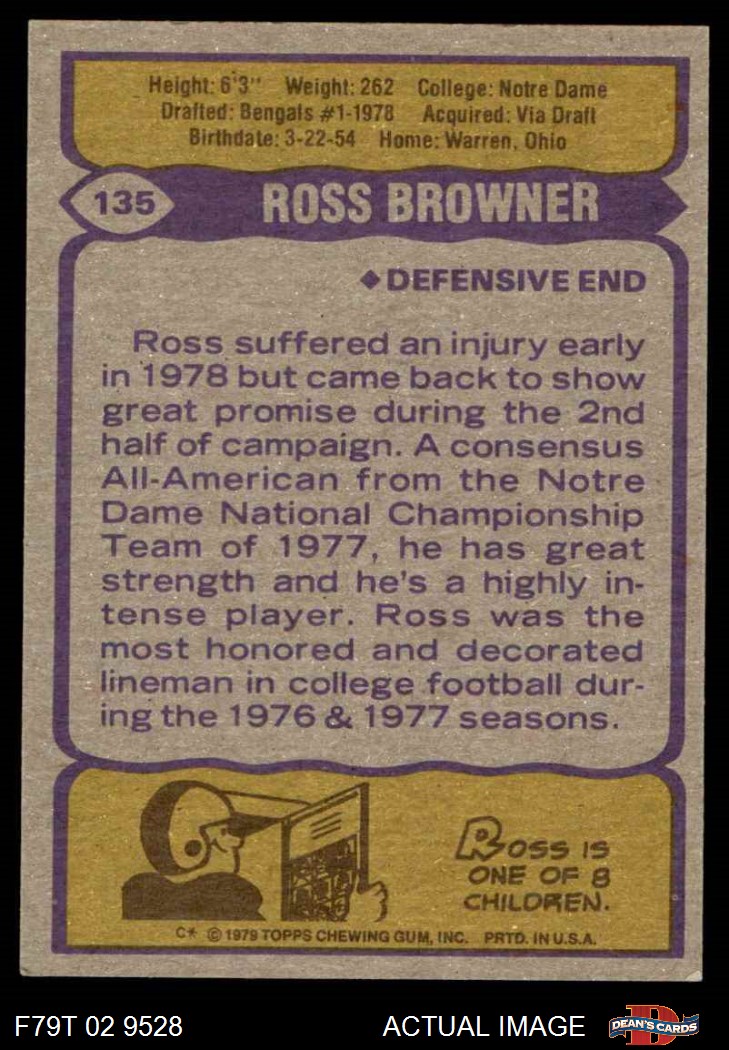 Height: 6'3" Weight: 262 College: Notre Dame
Drafted: Bengals #1-1978 Acquired: Via Draft
Birthdate: 3-22-54 Home: Warren, Ohio
135 ROSS BROWNER
◆ DEFENSIVE END
Ross suffered an injury early
in 1978 but came back to show
great promise during the 2nd
half of campaign. A consensus
All-American from the Notre
Dame National Championship
Team of 1977, he has great
strength and he's a highly in-
tense player. Ross was the
most honored and decorated
lineman in college football dur-
ing the 1976 & 1977 seasons.
ROSS IS
ONE OF 8
CHILDREN.
C* © 1979 TOPPS CHEWING GUM, INC. PRTD. IN U.S.A.
F79T 02 9528 ACTUAL IMAGE DEAN'S CARDS